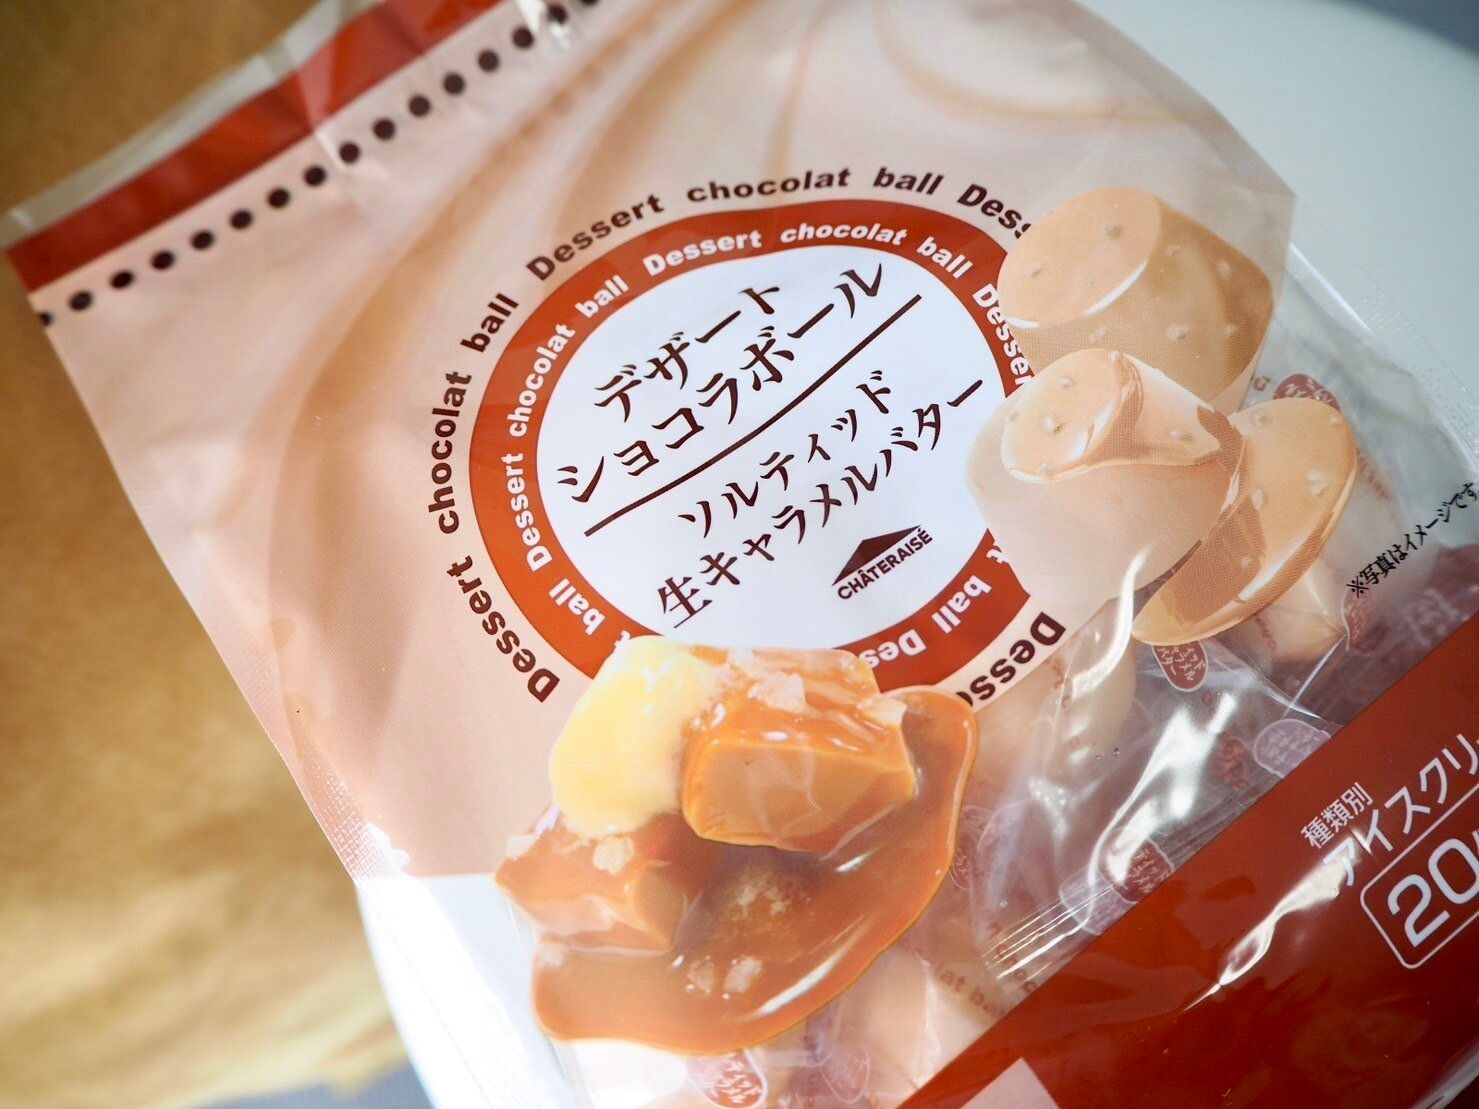 Dessert chocolat ball Dessert chocolat ball
Dessert chocolat ball Dessert chocolat ball Dessert
デザート
ショコラボール
ソルティッド
生キャラメルバター
CHÂTERAISÉ
※写真はイメージです
種類別
アイスクリ
20